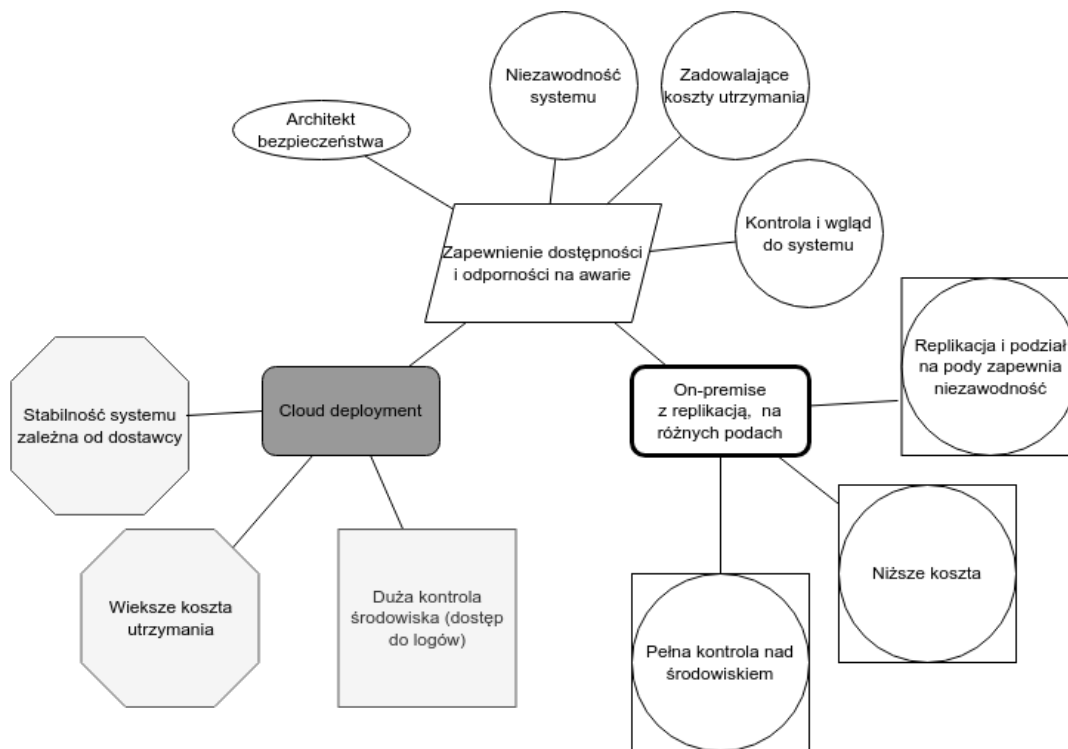 Niezawodność
systemu
Zadowalające
koszty utrzymania
Architekt
bezpieczeństwa
Kontrola i wgląd
do systemu
Zapewnienie dostępności
i odporności na awarie
Replikacja i podział
na pody zapewnia
niezawodność
Cloud deployment
On-premise
z replikacją, na
różnych podach
Stabilność systemu
zależna od dostawcy
Wieksze koszta
utrzymania
Duża kontrola
środowiska (dostęp
do logów)
Niższe koszta
Pełna kontrola nad
środowiskiem